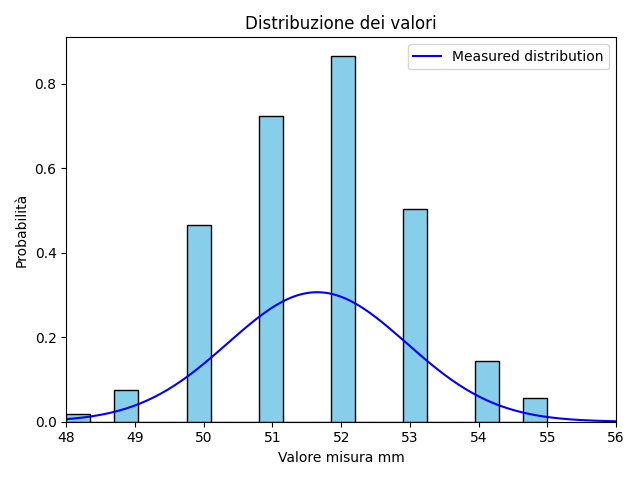 Distribuzione dei valori
Measured distribution
Probabilità
0.8
0.6
0.4
0.2
0.0
48 49 50 51 52 53 54 55 56
Valore misura mm